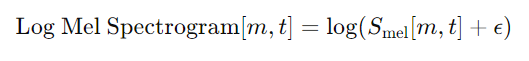 Log Mel Spectrogram[m, t] = log(S_mel[m, t] + ϵ)